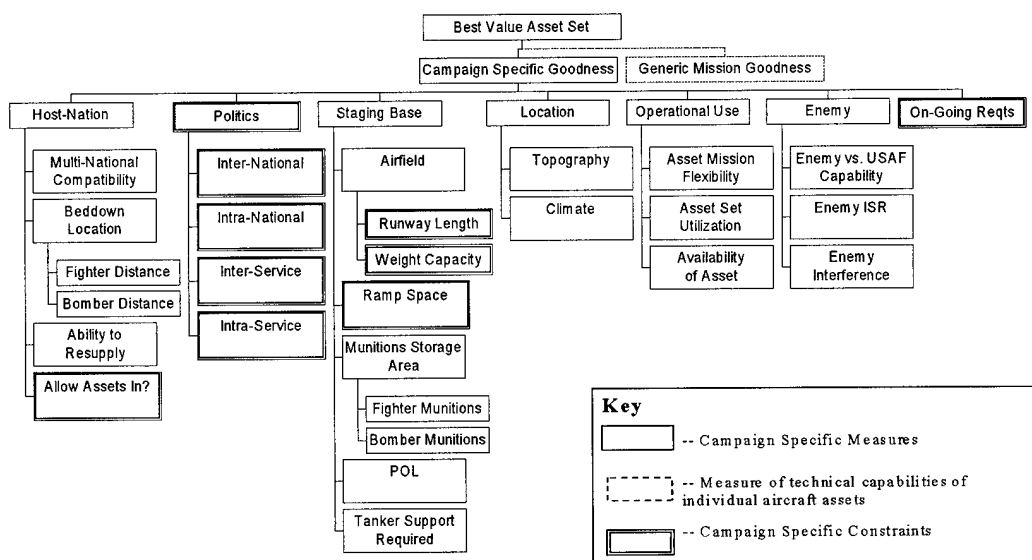 Best Value Asset Set
Campaign Specific Goodness
Generic Mission Goodness
Host-Nation
Politics
Staging Base
Location
Operational Use
Enemy
On-Going Reqts
Multi-National
Compatibility
Beddown
Location
Fighter Distance
Bomber Distance
Ability to
Resupply
Allow Assets In?
Inter-National
Intra-National
Inter-Service
Intra-Service
Airfield
Runway Length
Weight Capacity
Ramp Space
Munitions Storage
Area
Fighter Munitions
Bomber Munitions
POL
Tanker Support
Required
Topography
Climate
Asset Mission
Flexibility
Asset Set
Utilization
Availability
of Asset
Enemy vs. USAF
Capability
Enemy ISR
Enemy
Interference
Key
-- Campaign Specific Measures
-- Measure of technical capabilities of
individual aircraft assets
-- Campaign Specific Constraints